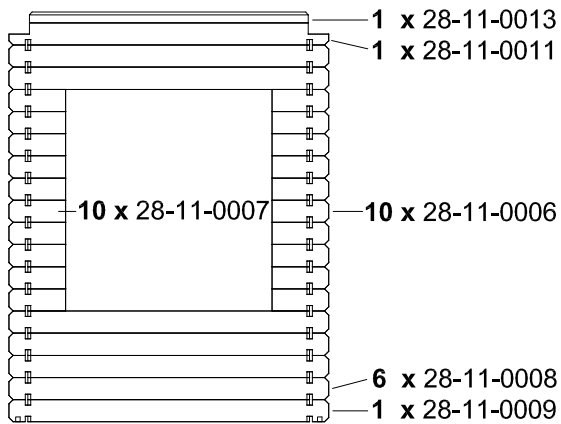 1 x 28-11-0013
1 x 28-11-0011
10 x 28-11-0007
10 x 28-11-0006
6 x 28-11-0008
1 x 28-11-0009